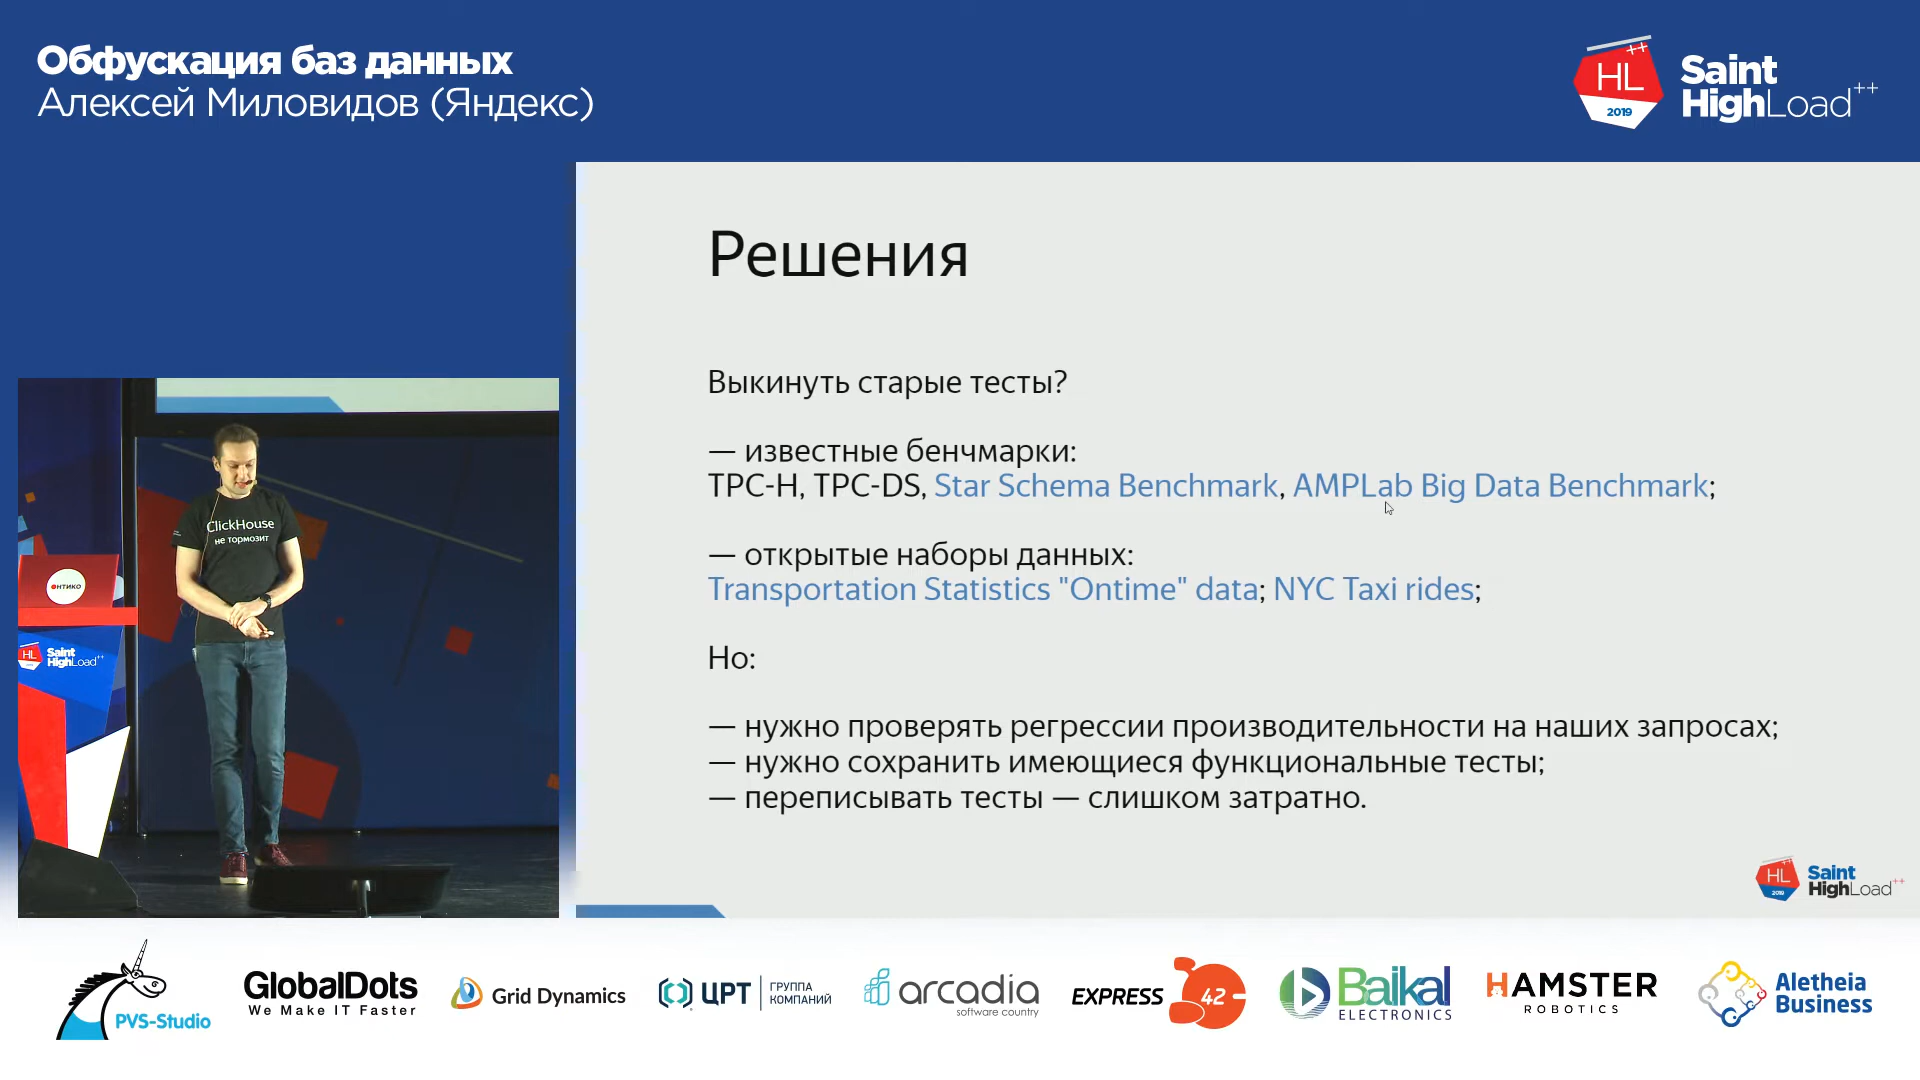 Обфускация баз данных
Алексей Миловидов (Яндекс)
HL
++
2019
Saint
HighLoad++
Решения
Выкинуть старые тесты?
— известные бенчмарки:
TPC-H, TPC-DS, Star Schema Benchmark, AMPLab Big Data Benchmark;
— открытые наборы данных:
Transportation Statistics "Ontime" data; NYC Taxi rides;
Но:
— нужно проверять регрессии производительности на наших запросах;
— нужно сохранить имеющиеся функциональные тесты;
— переписывать тесты — слишком затратно.
ClickHouse
не тормозит
ОНТИКО
HL
Saint
HighLoad++
HL
2019
Saint
HighLoad++
PVS-Studio
GlobalDots
We Make IT Faster
Grid Dynamics
ЦРТ
ГРУППА
КОМПАНИЙ
arcadia
software country
EXPRESS 42
Baikal
ELECTRONICS
HAMSTER
ROBOTICS
Aletheia
Business